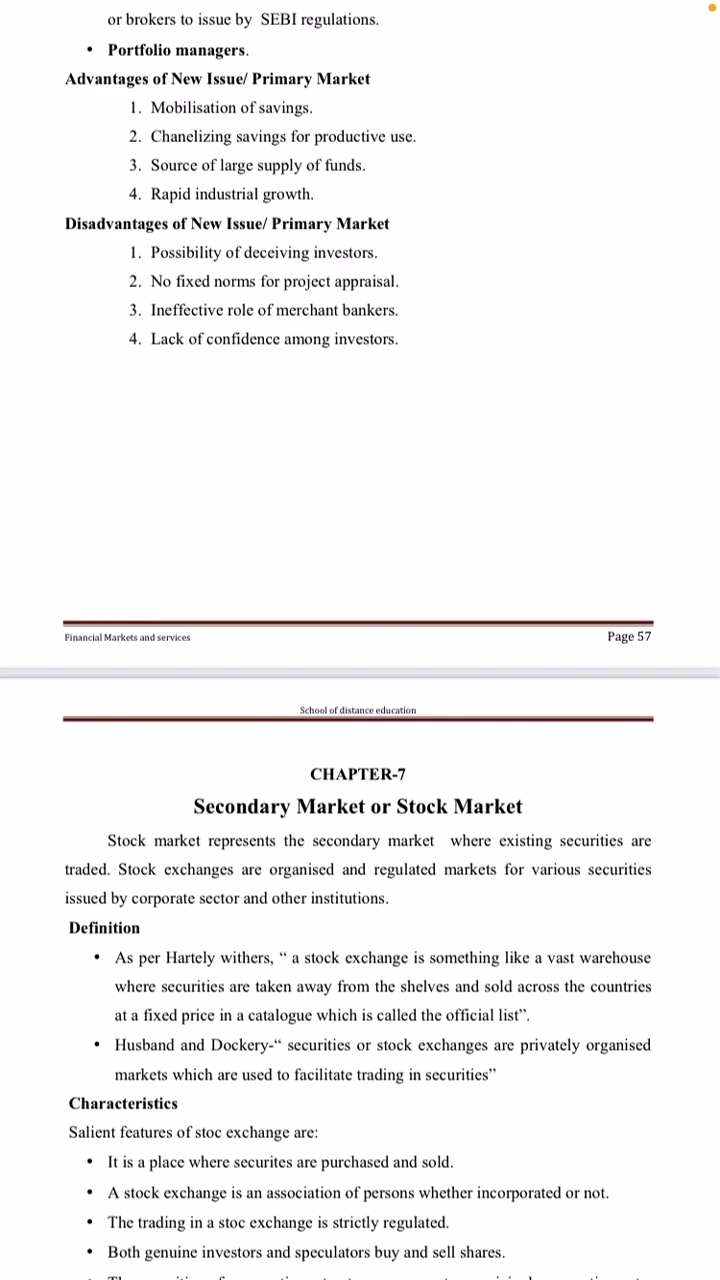 or brokers to issue by SEBI regulations.
• Portfolio managers.
Advantages of New Issue/ Primary Market
1. Mobilisation of savings.
2. Chanelizing savings for productive use.
3. Source of large supply of funds.
4. Rapid industrial growth.
Disadvantages of New Issue/ Primary Market
1. Possibility of deceiving investors.
2. No fixed norms for project appraisal.
3. Ineffective role of merchant bankers.
4. Lack of confidence among investors.
Financial Markets and services Page 57
School of distance education
CHAPTER-7
Secondary Market or Stock Market
Stock market represents the secondary market where existing securities are
traded. Stock exchanges are organised and regulated markets for various securities
issued by corporate sector and other institutions.
Definition
• As per Hartely withers, “ a stock exchange is something like a vast warehouse
where securities are taken away from the shelves and sold across the countries
at a fixed price in a catalogue which is called the official list”.
• Husband and Dockery-“ securities or stock exchanges are privately organised
markets which are used to facilitate trading in securities”
Characteristics
Salient features of stoc exchange are:
• It is a place where securites are purchased and sold.
• A stock exchange is an association of persons whether incorporated or not.
• The trading in a stoc exchange is strictly regulated.
• Both genuine investors and speculators buy and sell shares.